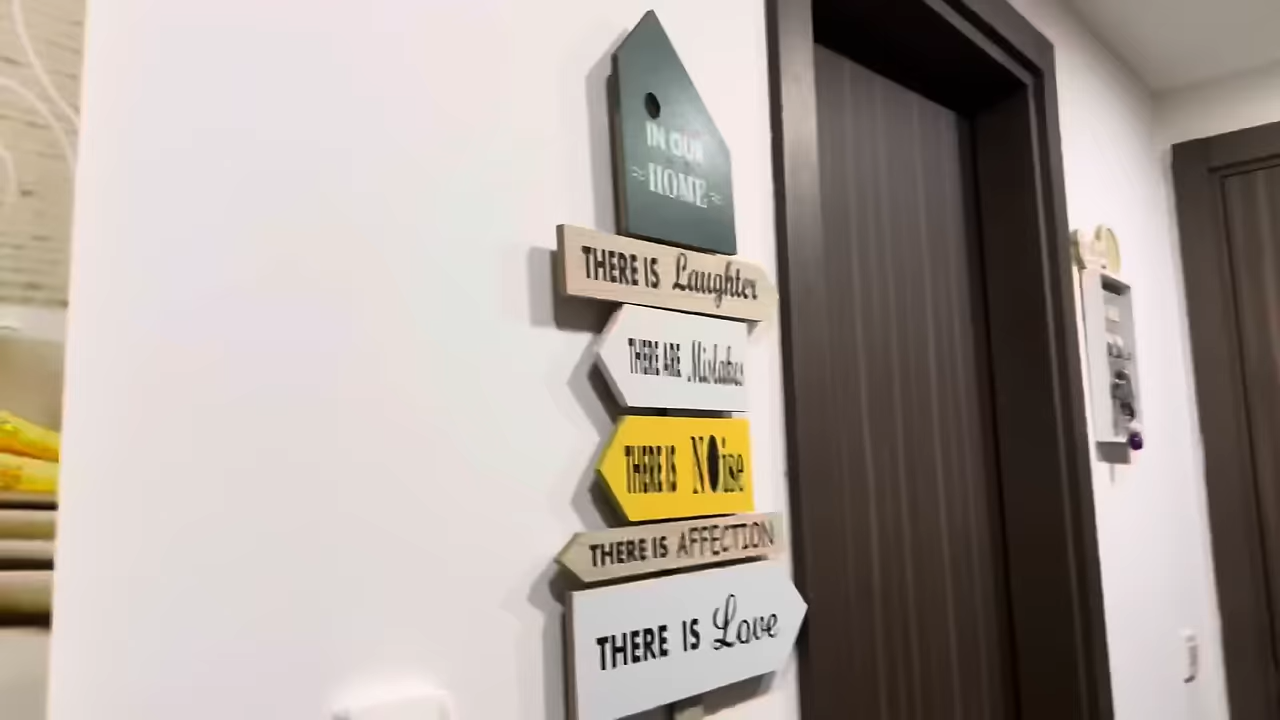 IN OUR
HOME
THERE IS Laughter
THERE ARE Mistakes
THERE IS NOise
THERE IS AFFECTION
THERE IS Love